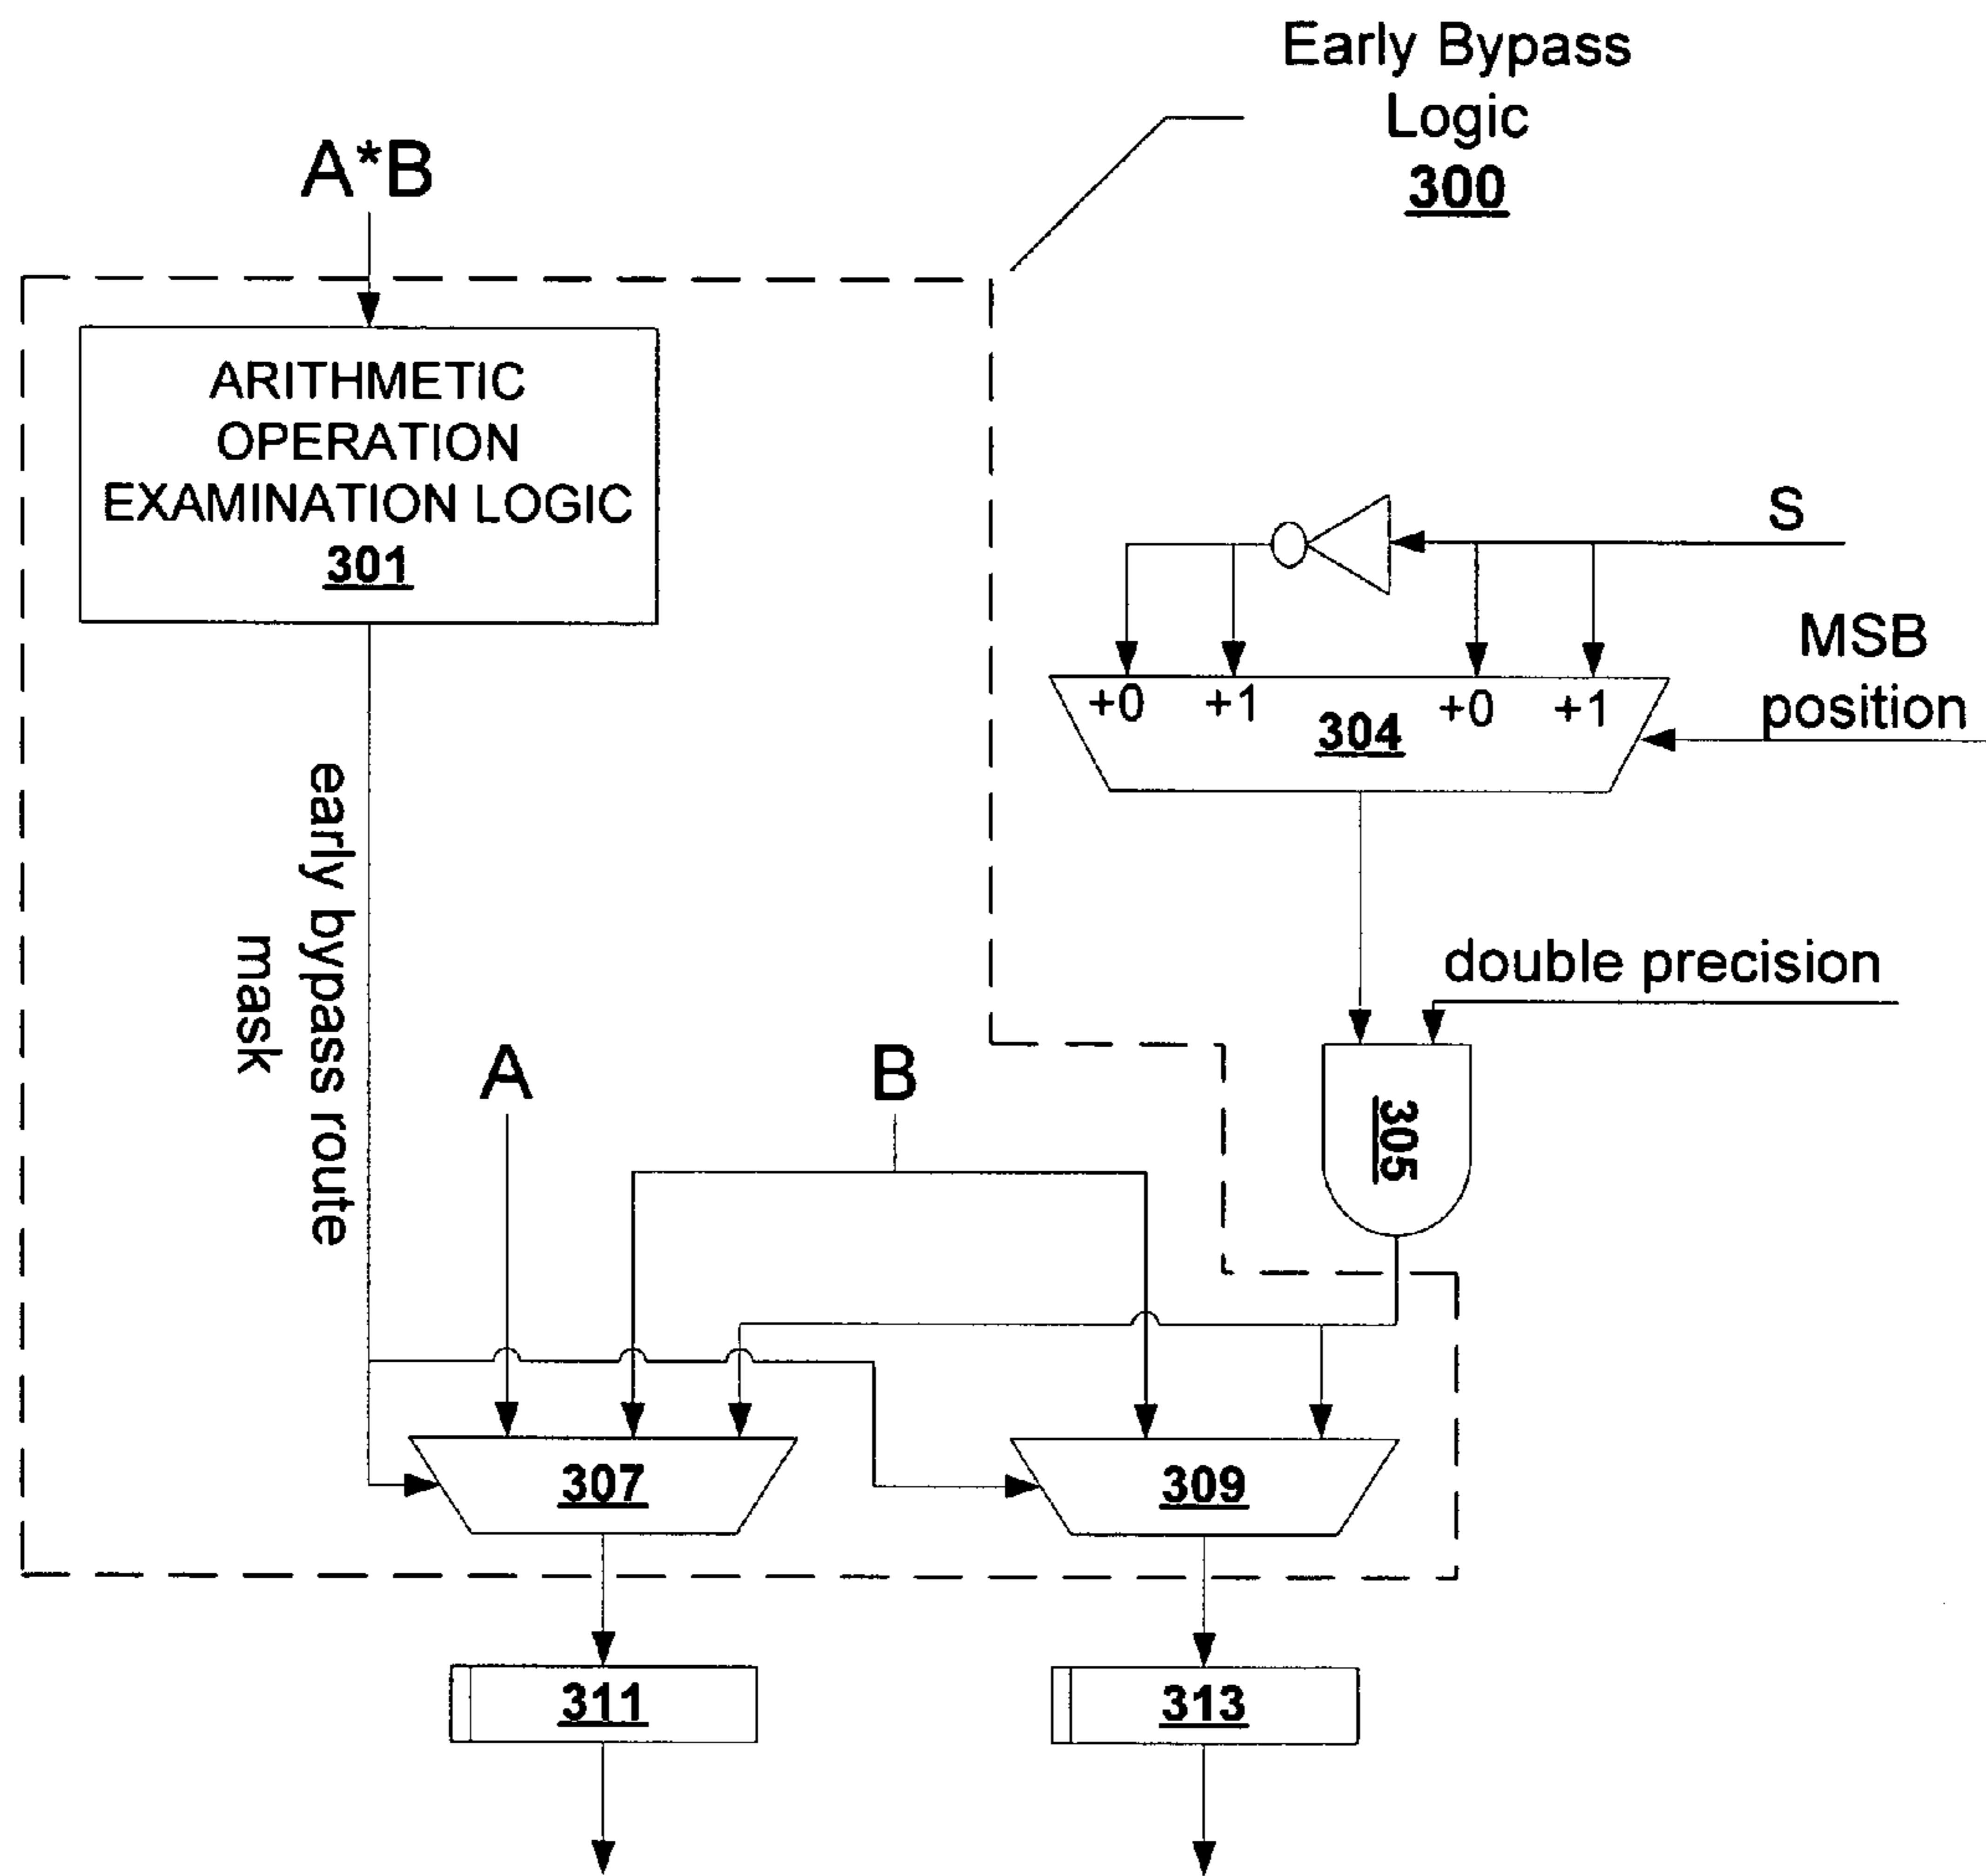 Early Bypass
Logic
300
A*B
ARITHMETIC
OPERATION
EXAMINATION LOGIC
301
S
MSB
position
+0 +1 304 +0 +1
early bypass route
mask
double precision
A
B
305
307
309
311
313